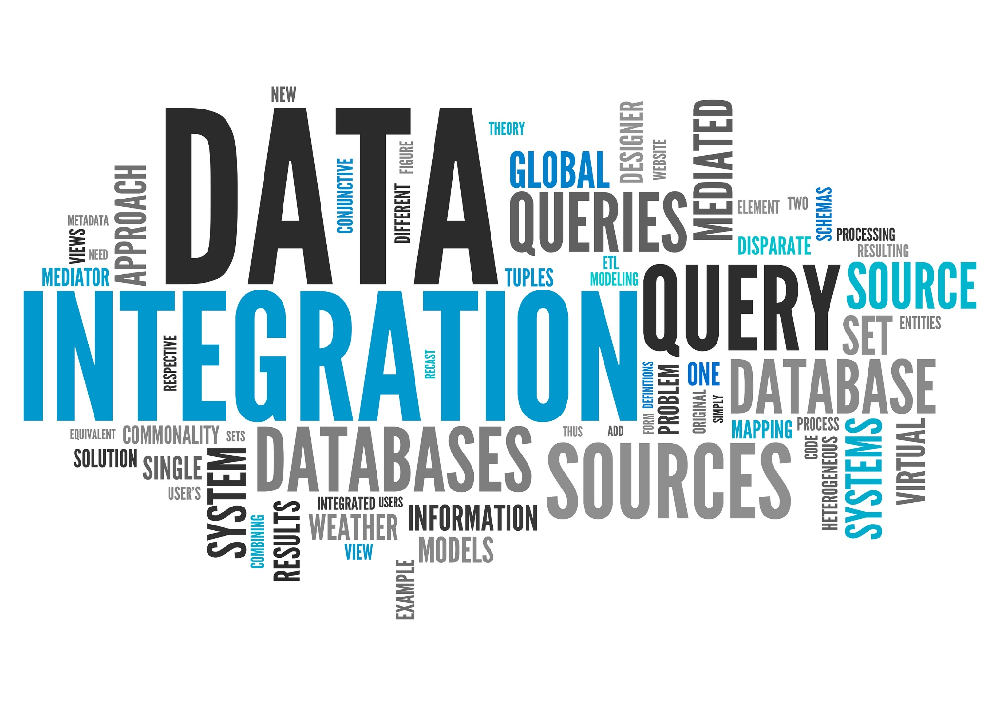 NEW
DATA
THEORY
DESIGNER
WEBSITE
MEDIATED
CONJUNCTIVE
FIGURE
DIFFERENT
GLOBAL
QUERIES
APPROACH
METADATA
VIEWS
NEED
MEDIATOR
ELEMENT
TWO
SCHEMAS
PROCESSING
DISPARATE
RESULTING
TUPLES
ETL
MODELING
INTEGRATION
QUERY
SOURCE
SET
ENTITIES
RESPECTIVE
RECAST
DEFINITIONS
FORM
PROBLEM
ONE
ORIGINAL
SIMPLY
DATABASE
EQUIVALENT
COMMONALITY
SETS
DATABASES
THUS
ADD
MAPPING
PROCESS
SYSTEMS
VIRTUAL
SOLUTION
SINGLE
SYSTEM
SOURCES
CODE
HETEROGENEOUS
USER'S
COMBINING
RESULTS
INTEGRATED
USERS
WEATHER
INFORMATION
VIEW
MODELS
EXAMPLE